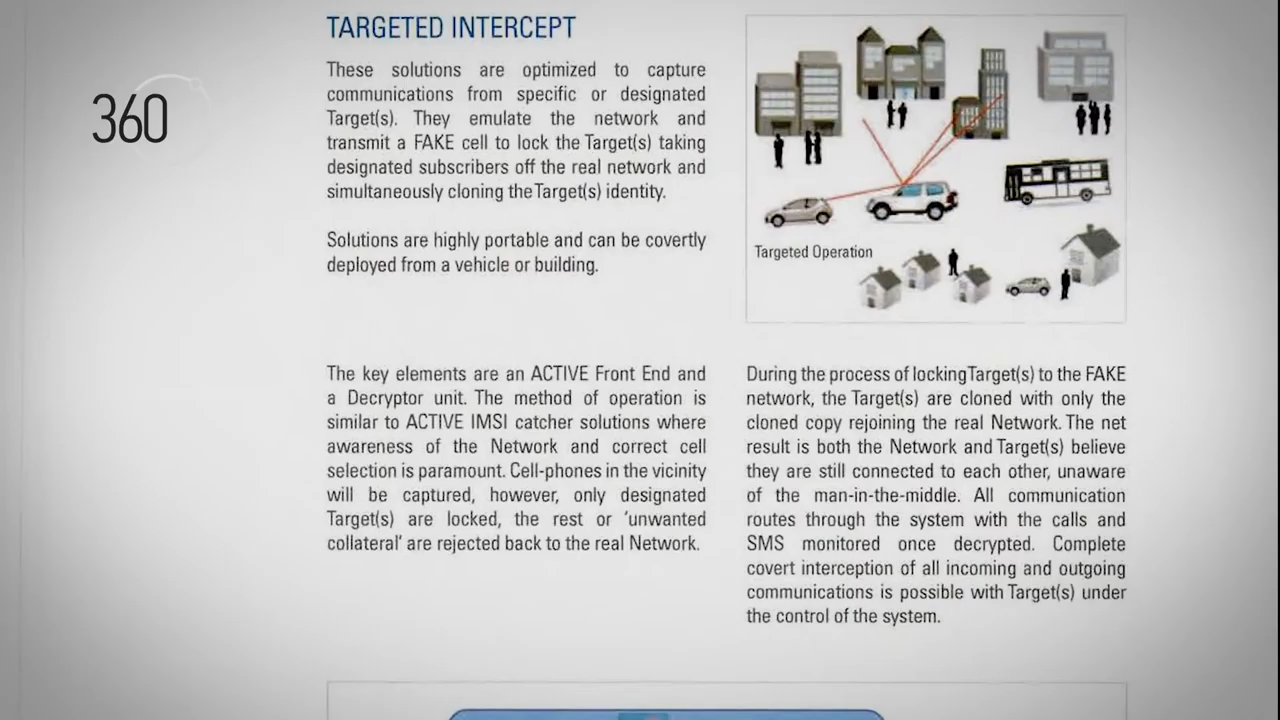 TARGETED INTERCEPT
These solutions are optimized to capture
communications from specific or designated
Target(s). They emulate the network and
transmit a FAKE cell to lock the Target(s) taking
designated subscribers off the real network and
simultaneously cloning the Target(s) identity.
Solutions are highly portable and can be covertly
deployed from a vehicle or building.
360
Targeted Operation
The key elements are an ACTIVE Front End and
a Decryptor unit. The method of operation is
similar to ACTIVE IMSI catcher solutions where
awareness of the Network and correct cell
selection is paramount. Cell-phones in the vicinity
will be captured, however, only designated
Target(s) are locked, the rest or 'unwanted
collateral' are rejected back to the real Network.
During the process of locking Target(s) to the FAKE
network, the Target(s) are cloned with only the
cloned copy rejoining the real Network. The net
result is both the Network and Target(s) believe
they are still connected to each other, unaware
of the man-in-the-middle. All communication
routes through the system with the calls and
SMS monitored once decrypted. Complete
covert interception of all incoming and outgoing
communications is possible with Target(s) under
the control of the system.